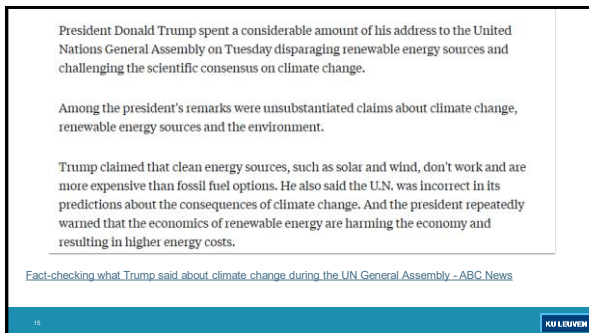 President Donald Trump spent a considerable amount of his address to the United
Nations General Assembly on Tuesday disparaging renewable energy sources and
challenging the scientific consensus on climate change.
Among the president's remarks were unsubstantiated claims about climate change,
renewable energy sources and the environment.
Trump claimed that clean energy sources, such as solar and wind, don't work and are
more expensive than fossil fuel options. He also said the U.N. was incorrect in its
predictions about the consequences of climate change. And the president repeatedly
warned that the economics of renewable energy are harming the economy and
resulting in higher energy costs.
Fact-checking what Trump said about climate change during the UN General Assembly - ABC News
15
KU LEUVEN